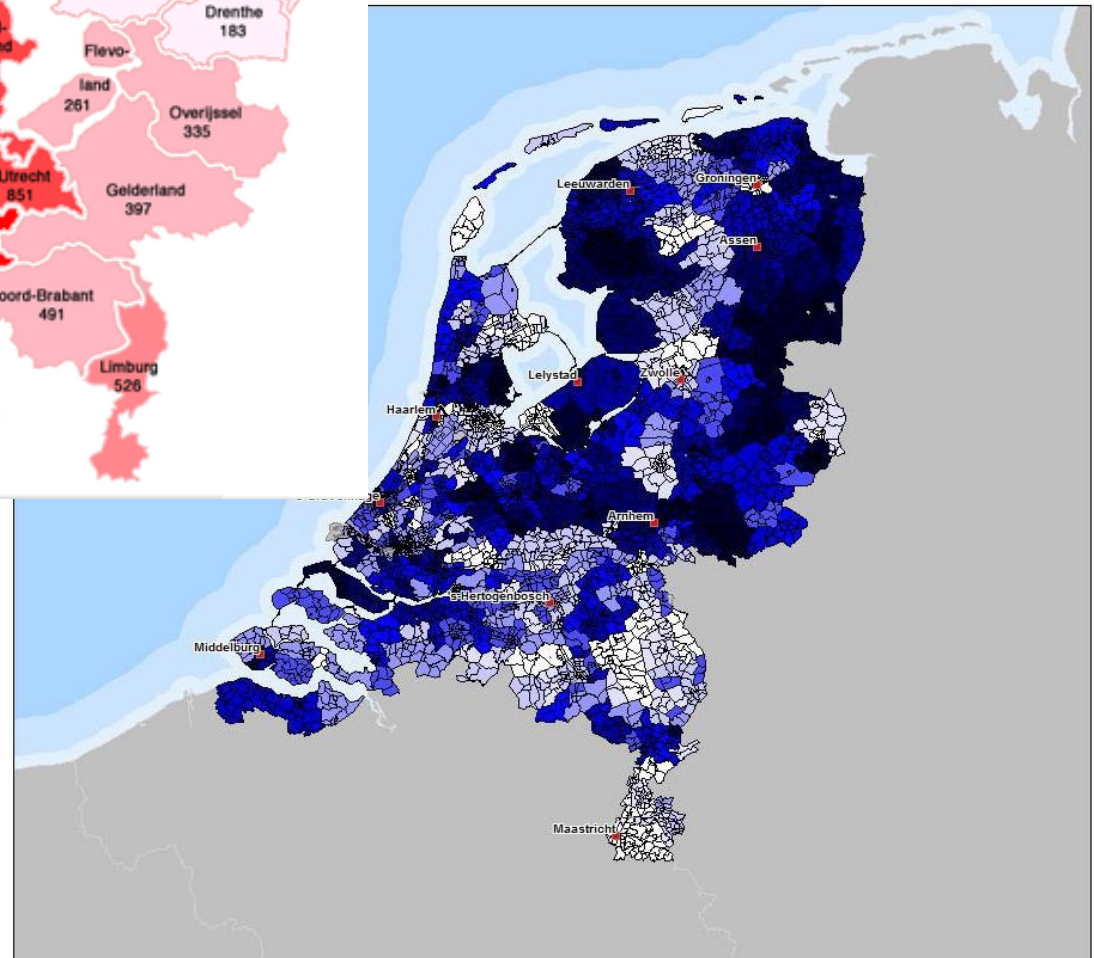 Drenthe
183
Flevo-
land
261
Overijssel
335
Utrecht
851
Gelderland
397
oord-Brabant
491
Limburg
526
Leeuwarden
Groningen
Assen
Lelystad
Zwolle
Haarlem
Arnhem
's-Hertogenbosch
Middelburg
Maastricht